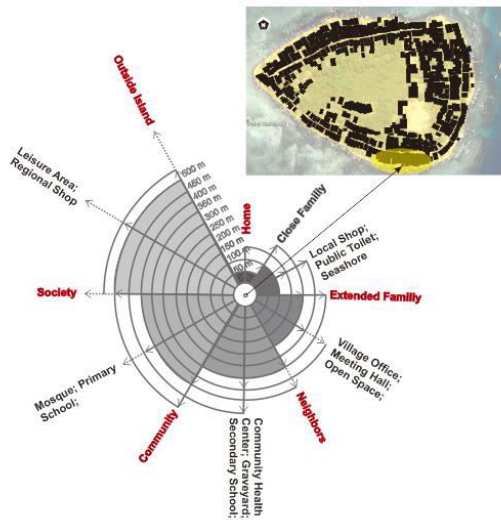 Outside Island
500 m
450 m
400 m
350 m
300 m
250 m
200 m
150 m
100 m
50 m
Home
Close Familiy
Local Shop;
Public Toilet;
Seashore
Extended Familiy
Village Office;
Meeting Hall;
Open Space;
Neighbors
Community Health
Center; Graveyard;
Secondary School;
Community
Mosque; Primary
School;
Society
Leisure Area;
Regional Shop